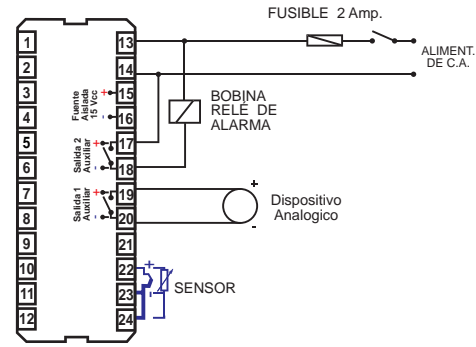 FUSIBLE 2 Amp.
ALIMENT.
DE C.A.
BOBINA
RELÉ DE
ALARMA
Dispositivo
Analogico
+
-
SENSOR
+
-
Fuente
Aislada
15 Vcc
+
-
Salida 2
Auxiliar
+
-
Salida1
Auxiliar
+
-
1
2
3
4
5
6
7
8
9
10
11
12
13
14
15
16
17
18
19
20
21
22
23
24